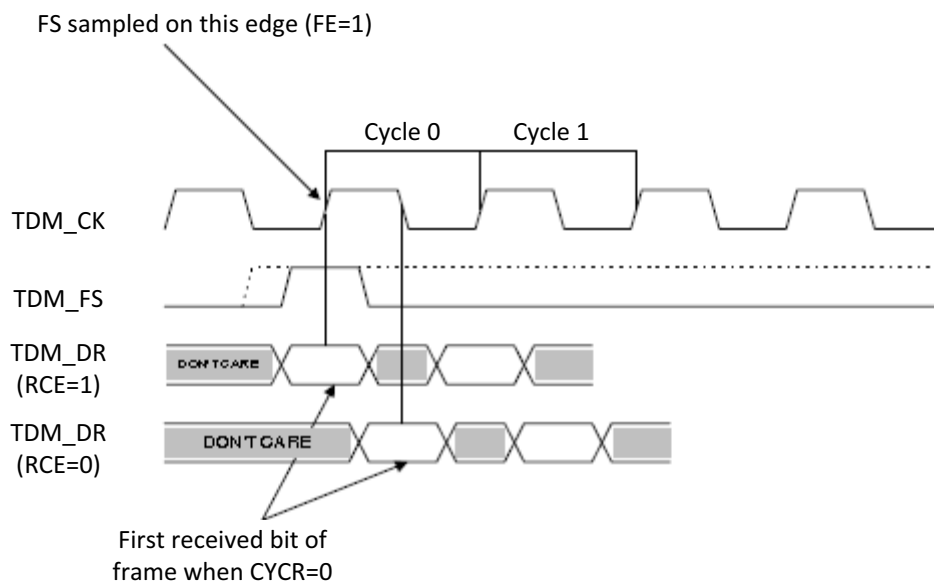 FS sampled on this edge (FE=1)
Cycle 0
Cycle 1
TDM_CK
TDM_FS
TDM_DR
(RCE=1)
DON'T CARE
TDM_DR
(RCE=0)
DON'T CARE
First received bit of
frame when CYCR=0